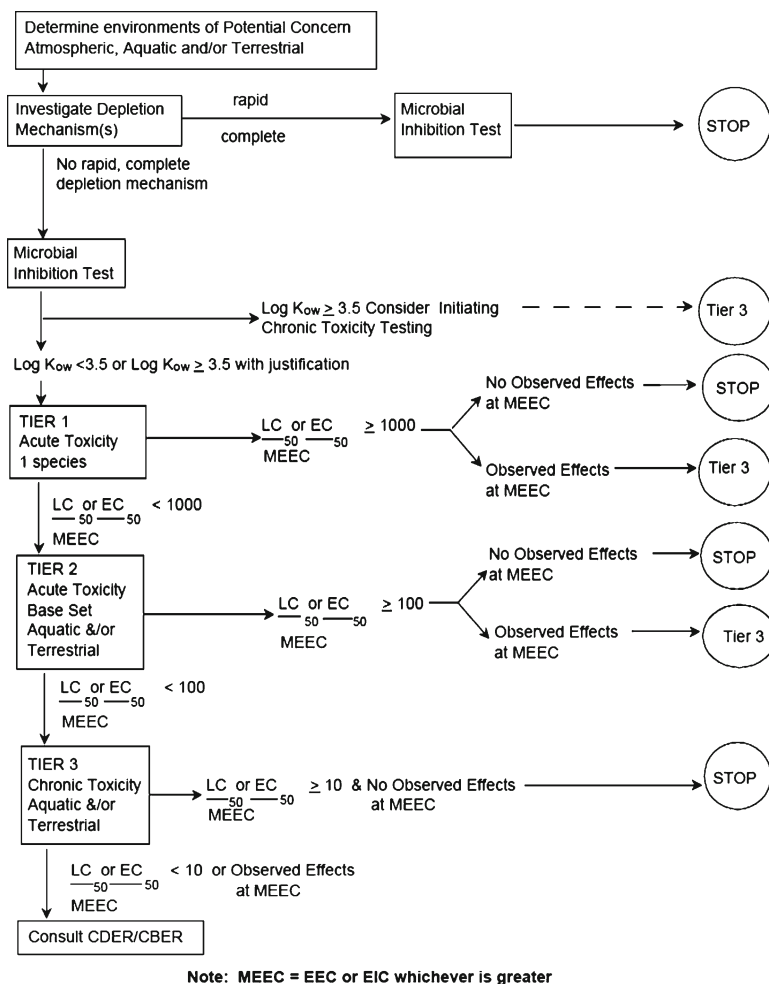 Determine environments of Potential Concern
Atmospheric, Aquatic and/or Terrestrial
Investigate Depletion
Mechanism(s)
rapid
complete
Microbial
Inhibition Test
STOP
No rapid, complete
depletion mechanism
Microbial
Inhibition Test
Log Kow ≥ 3.5 Consider Initiating
Chronic Toxicity Testing
Tier 3
Log Kow <3.5 or Log Kow ≥ 3.5 with justification
TIER 1
Acute Toxicity
1 species
LC50 or EC50 ≥ 1000
MEEC
No Observed Effects
at MEEC
STOP
Observed Effects
at MEEC
Tier 3
LC50 or EC50 < 1000
MEEC
TIER 2
Acute Toxicity
Base Set
Aquatic &/or
Terrestrial
LC50 or EC50 ≥ 100
MEEC
No Observed Effects
at MEEC
STOP
Observed Effects
at MEEC
Tier 3
LC50 or EC50 < 100
MEEC
TIER 3
Chronic Toxicity
Aquatic &/or
Terrestrial
LC50 or EC50 ≥ 10 & No Observed Effects
MEEC at MEEC
STOP
LC50 or EC50 < 10 or Observed Effects
MEEC at MEEC
Consult CDER/CBER
Note: MEEC = EEC or EIC whichever is greater